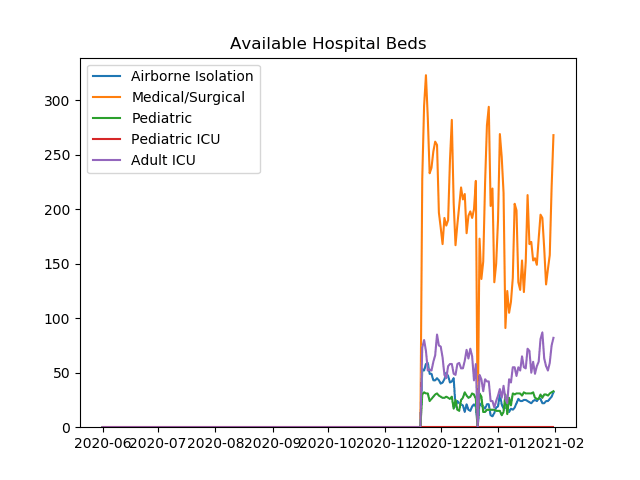 Available Hospital Beds
Airborne Isolation
Medical/Surgical
Pediatric
Pediatric ICU
Adult ICU
300
250
200
150
100
50
0
2020-06 2020-07 2020-08 2020-09 2020-10 2020-11 2020-12 2021-01 2021-02